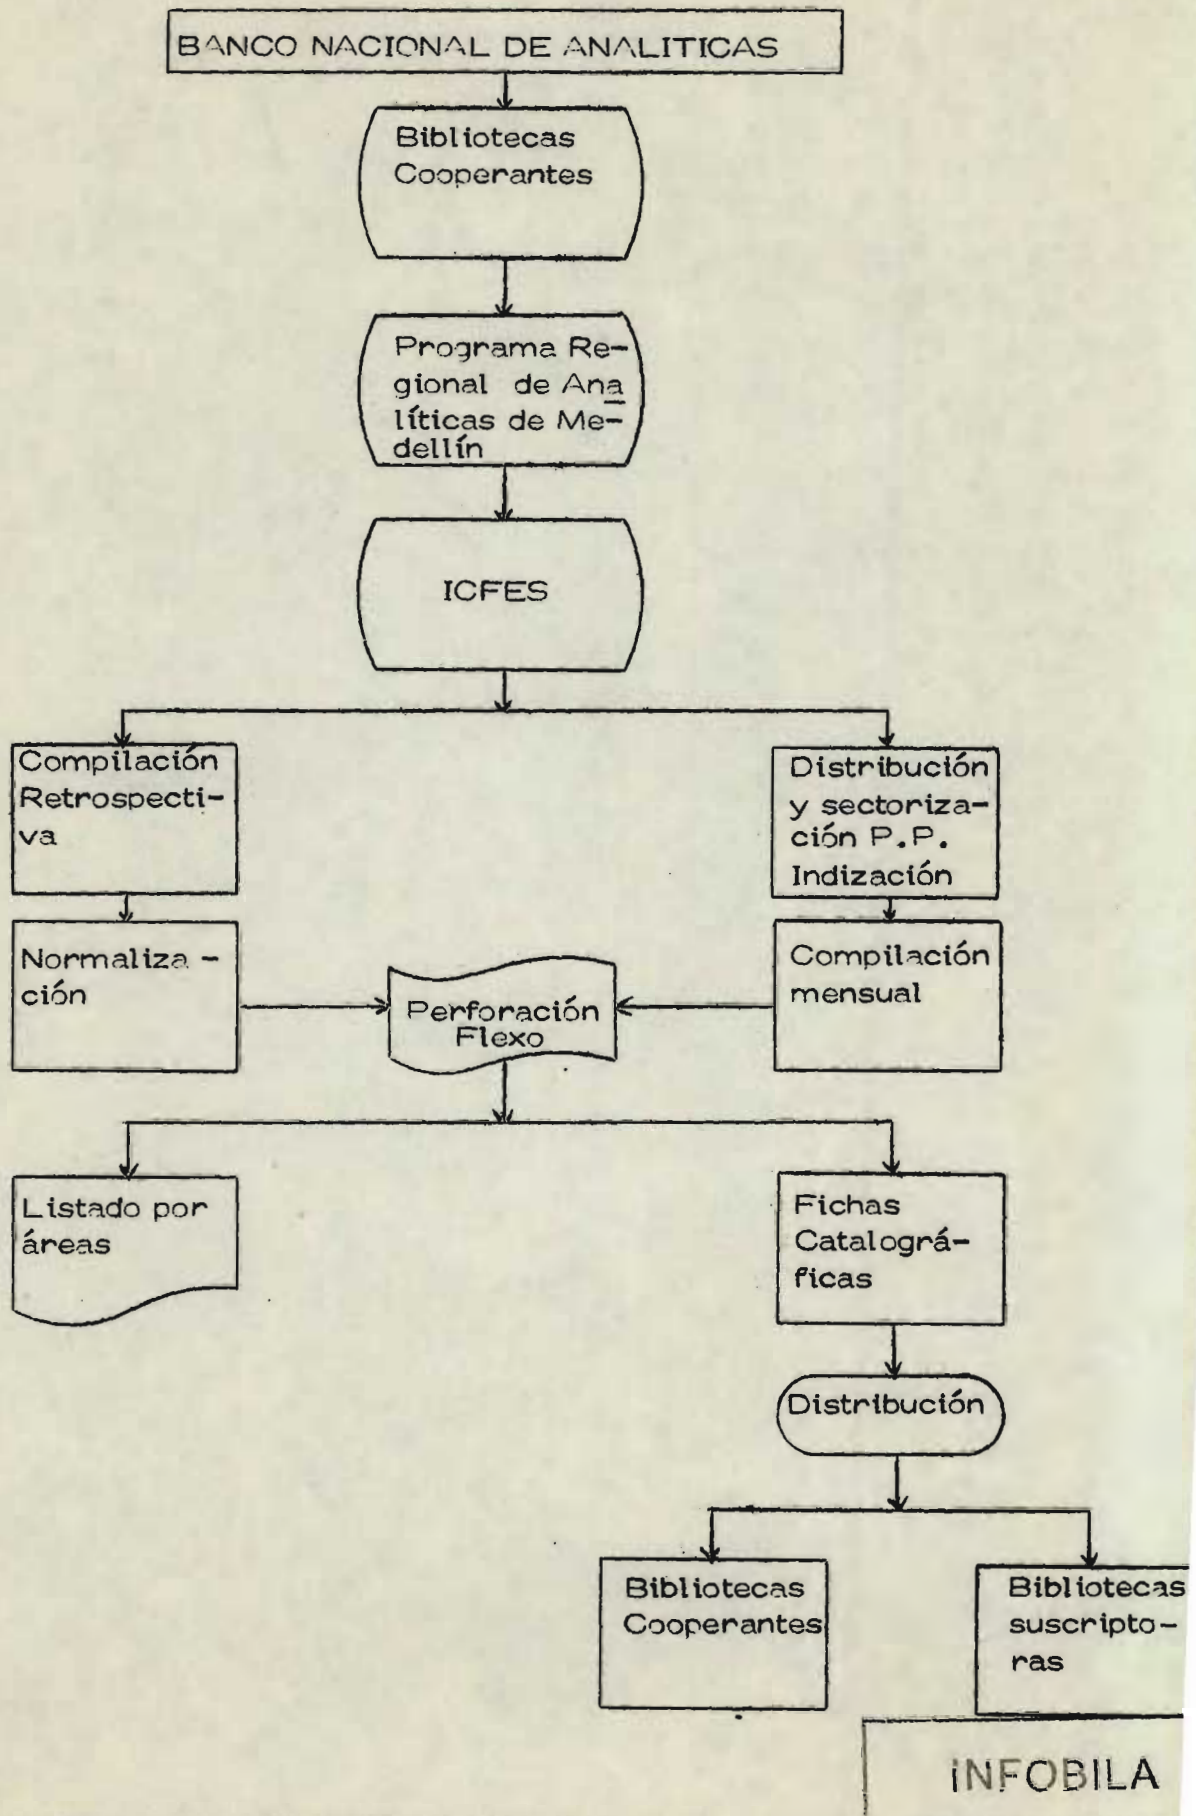 BANCO NACIONAL DE ANALITICAS
Bibliotecas
Cooperantes
Programa Re-
gional de Ana
líticas de Me-
dellín
ICFES
Compilación
Retrospecti-
va
Distribución
y sectoriza-
ción P.P.
Indización
Normaliza -
ción
Perforación
Flexo
Compilación
mensual
Listado por
áreas
Fichas
Catalográ-
ficas
Distribución
Bibliotecas
Cooperantes
Bibliotecas
suscripto-
ras
INFOBILA